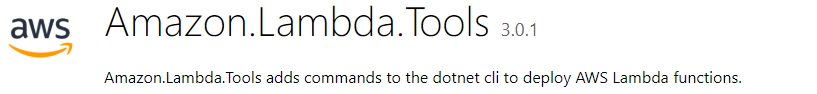 aws
Amazon.Lambda.Tools 3.0.1
Amazon.Lambda.Tools adds commands to the dotnet cli to deploy AWS Lambda functions.